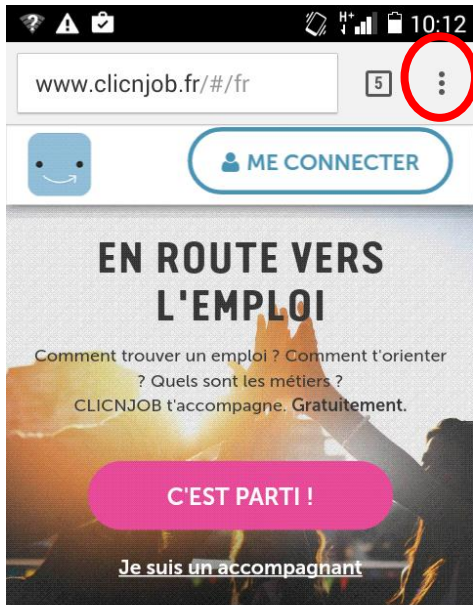 H+ 10:12
www.clicnjob.fr/#/fr 5
ME CONNECTER
EN ROUTE VERS
L'EMPLOI
Comment trouver un emploi ? Comment t'orienter
? Quels sont les métiers ?
CLICNJOB t'accompagne. Gratuitement.
C'EST PARTI !
Je suis un accompagnant